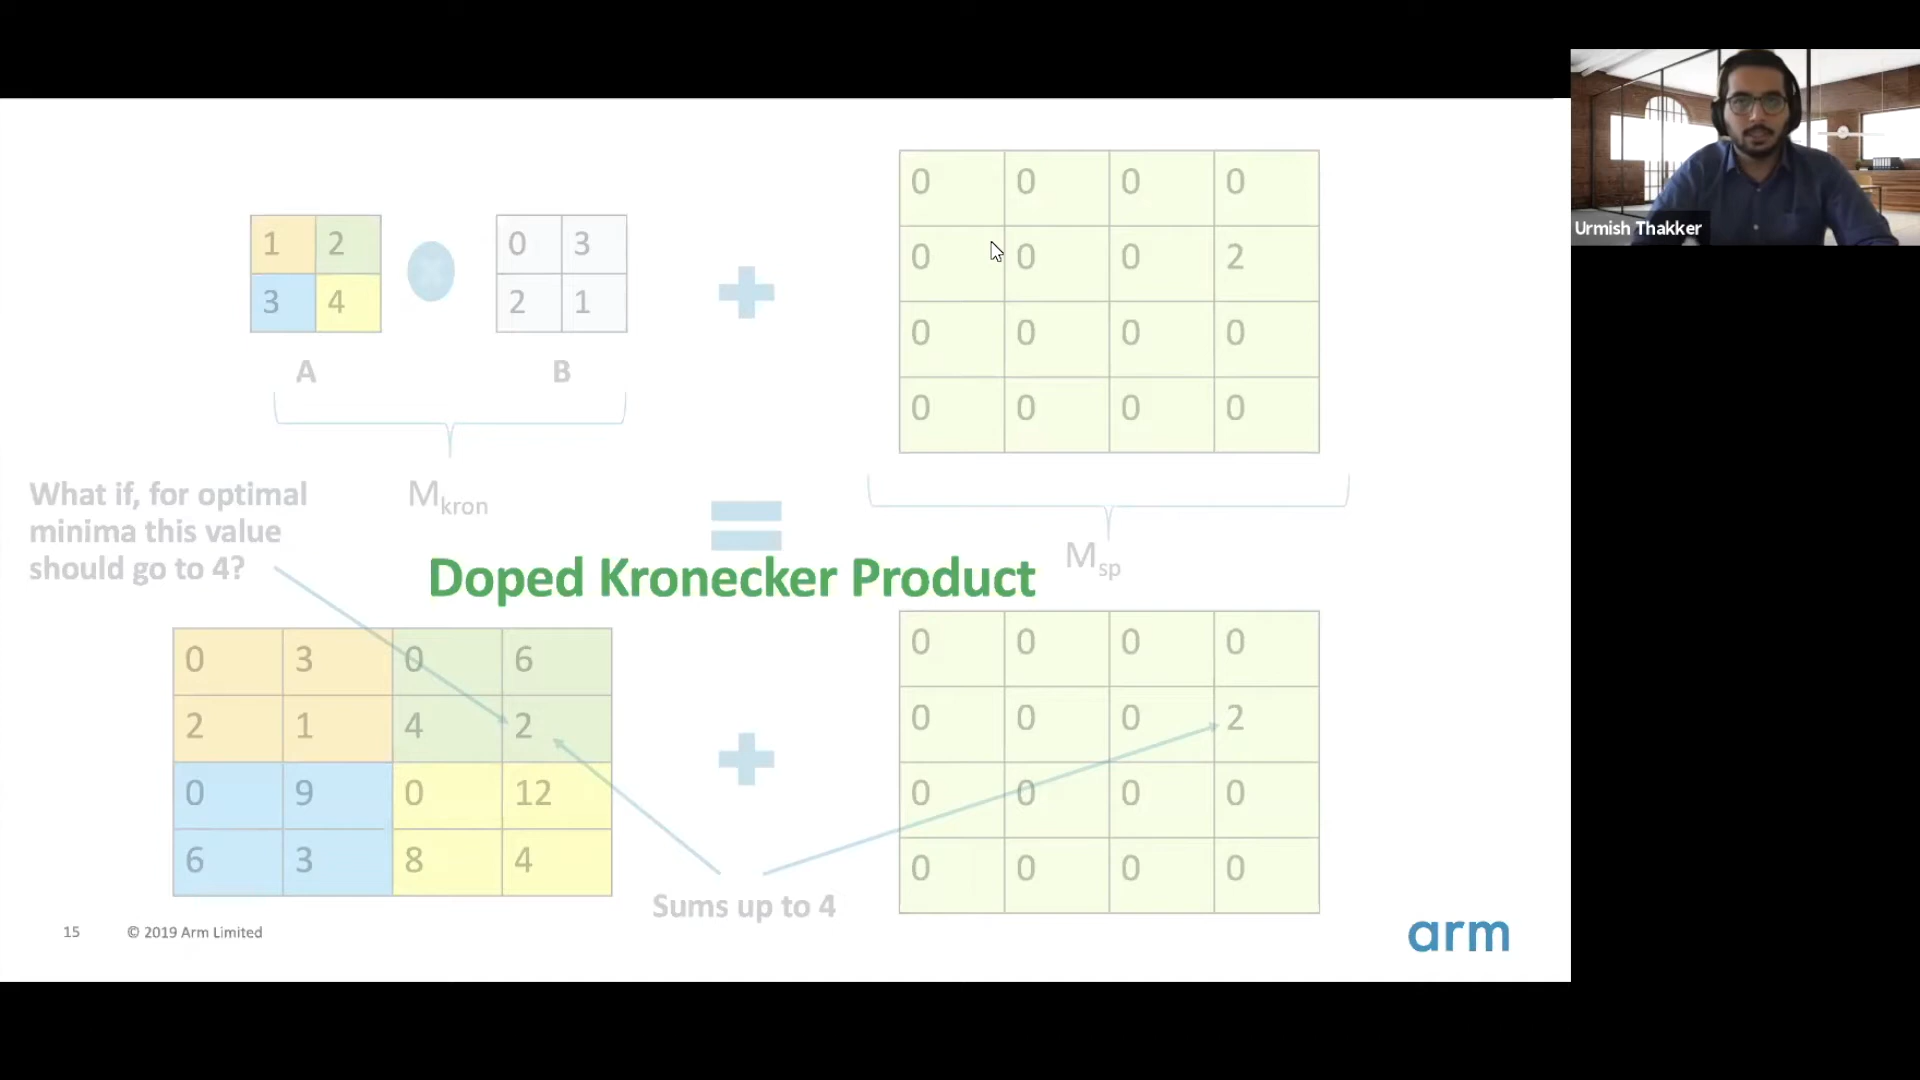 Urmish Thakker
1 2
3 4
A
0 3
2 1
B
M kron
0 0 0 0
0 0 0 2
0 0 0 0
0 0 0 0
M sp
What if, for optimal
minima this value
should go to 4?
Doped Kronecker Product
0 3 0 6
2 1 4 2
0 9 0 12
6 3 8 4
0 0 0 0
0 0 0 2
0 0 0 0
0 0 0 0
Sums up to 4
15 © 2019 Arm Limited
arm